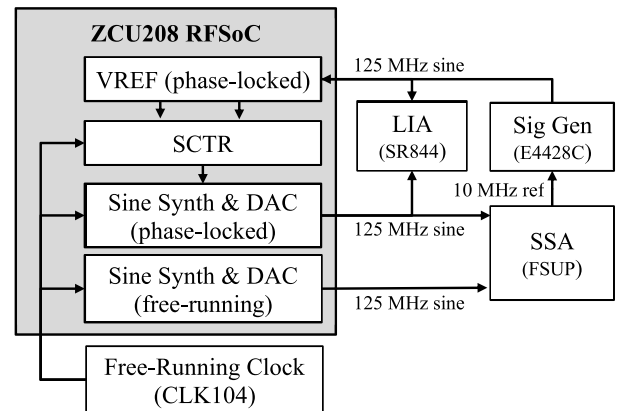 ZCU208 RFSoC
VREF (phase-locked)
125 MHz sine
SCTR
LIA
(SR844)
Sig Gen
(E4428C)
10 MHz ref
Sine Synth & DAC
(phase-locked)
125 MHz sine
SSA
(FSUP)
Sine Synth & DAC
(free-running)
125 MHz sine
Free-Running Clock
(CLK104)